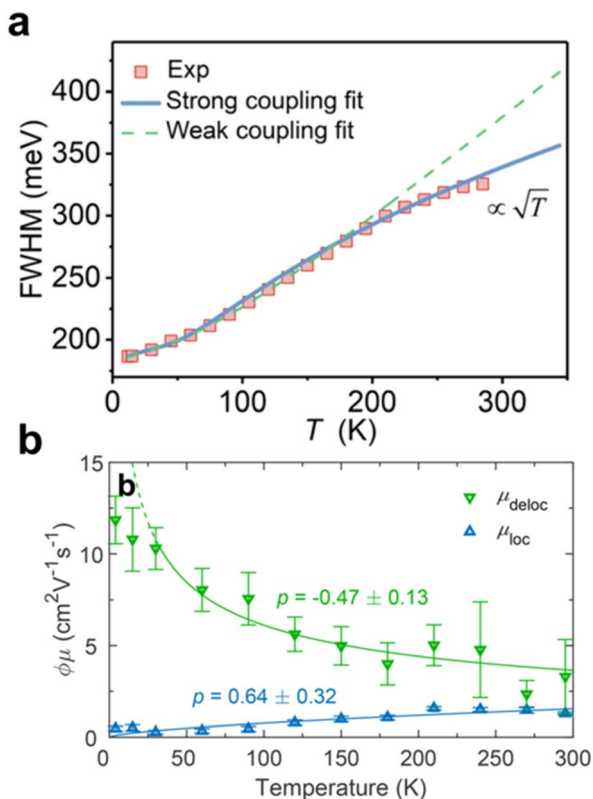 a
Exp
Strong coupling fit
Weak coupling fit
∝ √T
400
350
300
250
200
FWHM (meV)
0 100 200 300
T (K)
b
b
μdeloc
μloc
p = -0.47 ± 0.13
p = 0.64 ± 0.32
15
10
5
0
ϕμ (cm²V⁻¹s⁻¹)
0 50 100 150 200 250 300
Temperature (K)